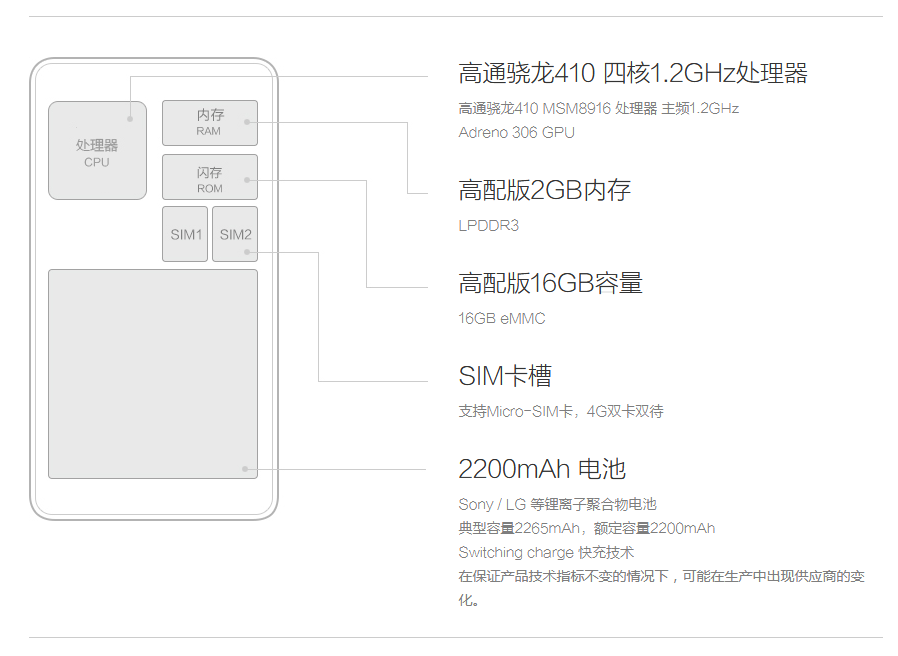 处理器
CPU
内存
RAM
闪存
ROM
SIM1
SIM2
高通骁龙410 四核1.2GHz处理器
高通骁龙410 MSM8916 处理器 主频1.2GHz
Adreno 306 GPU
高配版2GB内存
LPDDR3
高配版16GB容量
16GB eMMC
SIM卡槽
支持Micro-SIM卡，4G双卡双待
2200mAh 电池
Sony / LG 等锂离子聚合物电池
典型容量2265mAh，额定容量2200mAh
Switching charge 快充技术
在保证产品技术指标不变的情况下，可能在生产中出现供应商的变
化。